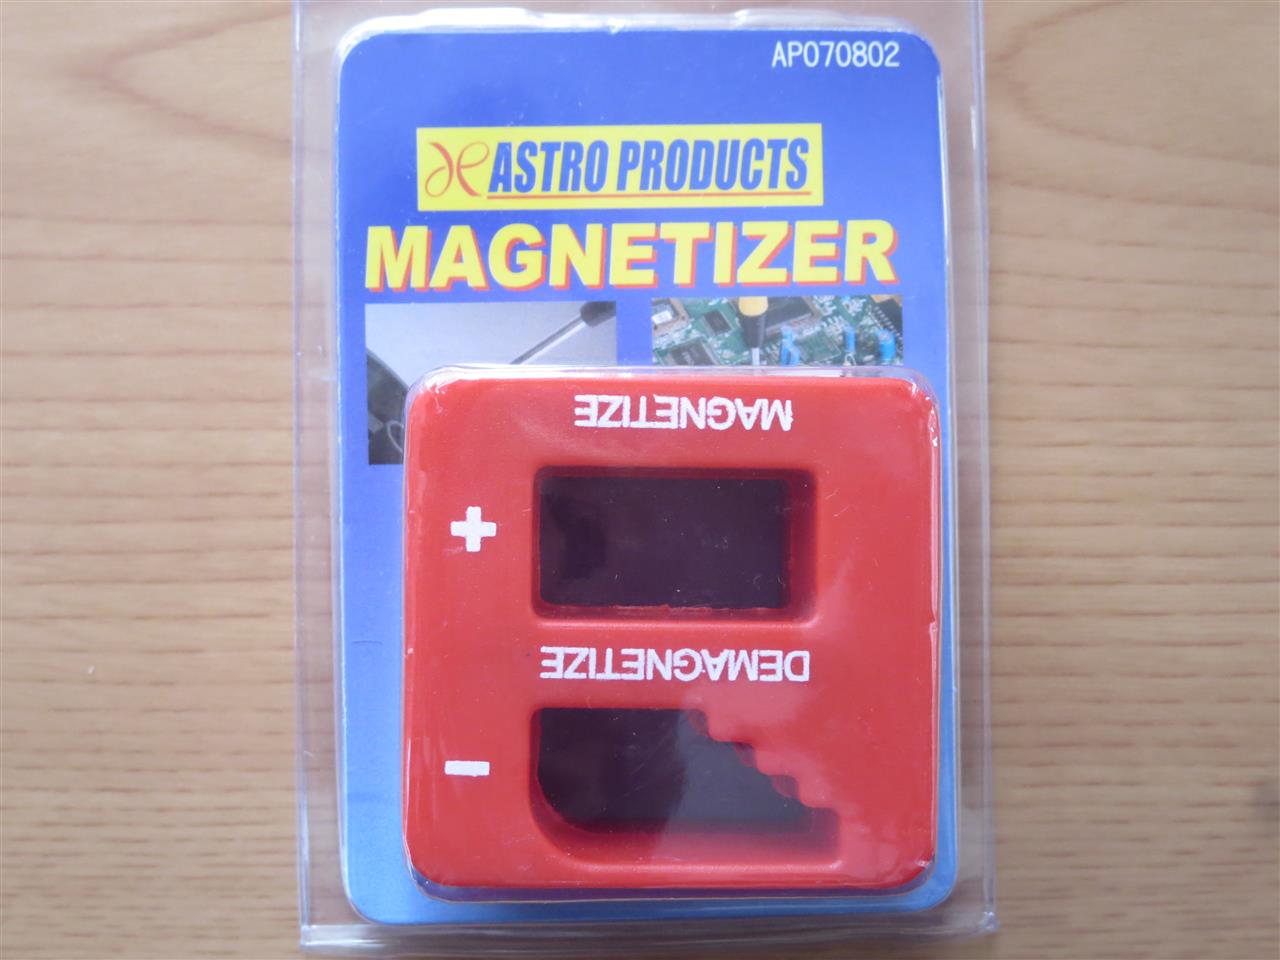 AP070802
ASTRO PRODUCTS
MAGNETIZER
MAGNETIZE
+
DEMAGNETIZE
−